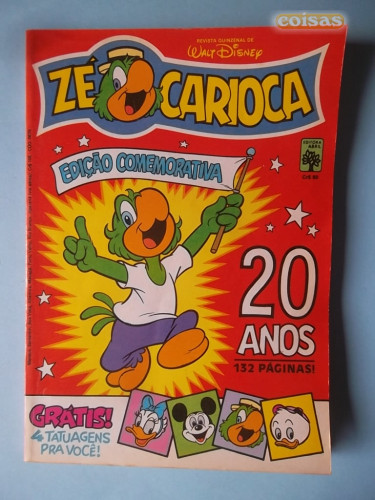 coisas
REVISTA QUINZENAL DE
WALT DISNEY
ZÉ CARIOCA
EDITORA
ABRIL
EDIÇÃO COMEMORATIVA
20
ANOS
132 PÁGINAS!
GRÁTIS!
4 TATUAGENS
PRA VOCÊ!